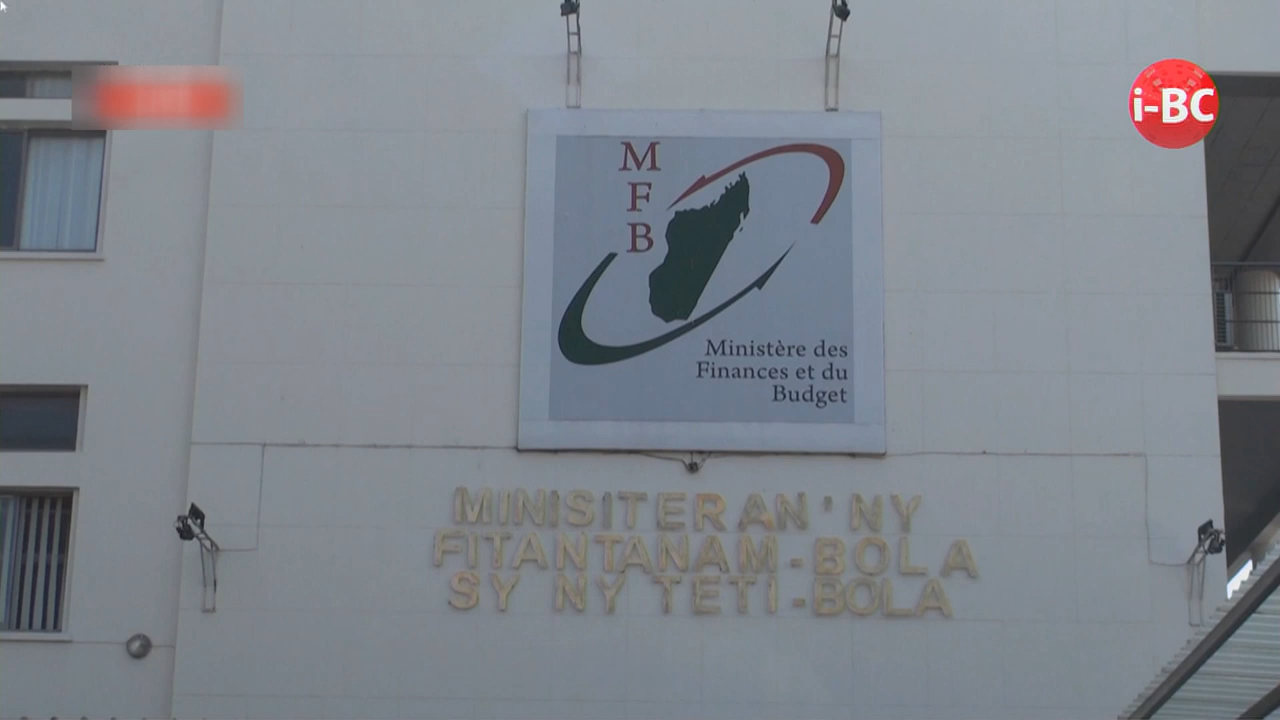 i-BC
M
F
B
Ministère des
Finances et du
Budget
MINISITERAN'NY
FITANTANAM-BOLA
SY NY TETI-BOLA